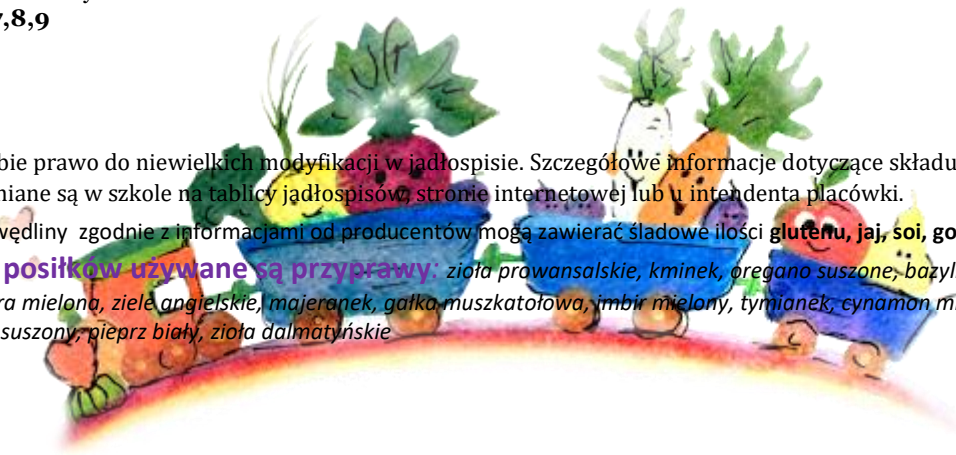 7,8,9
bie prawo do niewielkich modyfikacji w jadłospisie. Szczegółowe informacje dotyczące składu
niane są w szkole na tablicy jadłospisów, stronie internetowej lub u intendenta placówki.
wędliny zgodnie z informacjami od producentów mogą zawierać śladowe ilości glutenu, jaj, soi, go
posiłków używane są przyprawy: zioła prowansalskie, kminek, oregano suszone, bazyl
ra mielona, ziele angielskie, majeranek, gałka muszkatołowa, imbir mielony, tymianek, cynamon m
suszony, pieprz biały, zioła dalmatyńskie